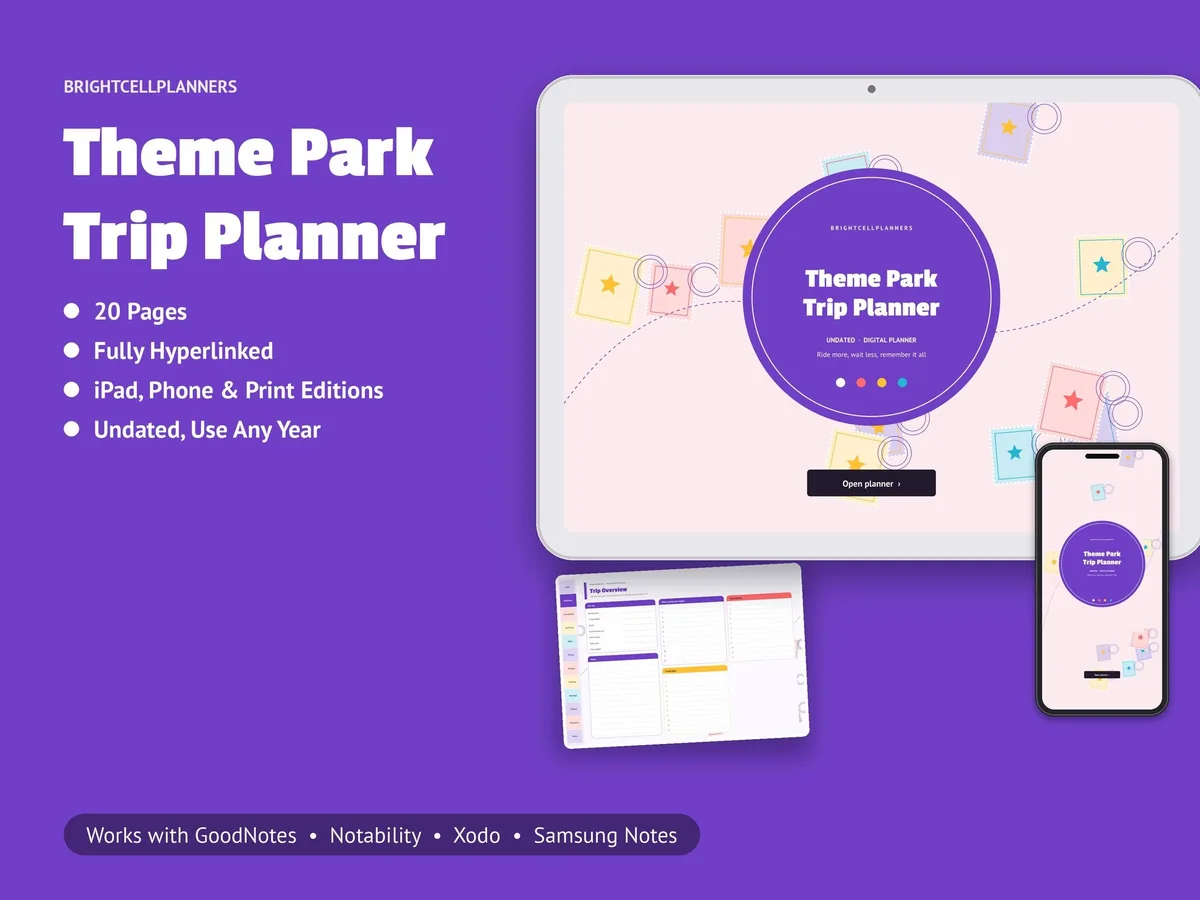 BRIGHTCELLPLANNERS
Theme Park
Trip Planner
20 Pages
Fully Hyperlinked
iPad, Phone & Print Editions
Undated, Use Any Year
BRIGHTCELLPLANNERS
Theme Park
Trip Planner
UNDATED · DIGITAL PLANNER
Ride more, wait less, remember it all
Open planner ›
Trip Overview
Theme Park
Trip Planner
Works with GoodNotes • Notability • Xodo • Samsung Notes